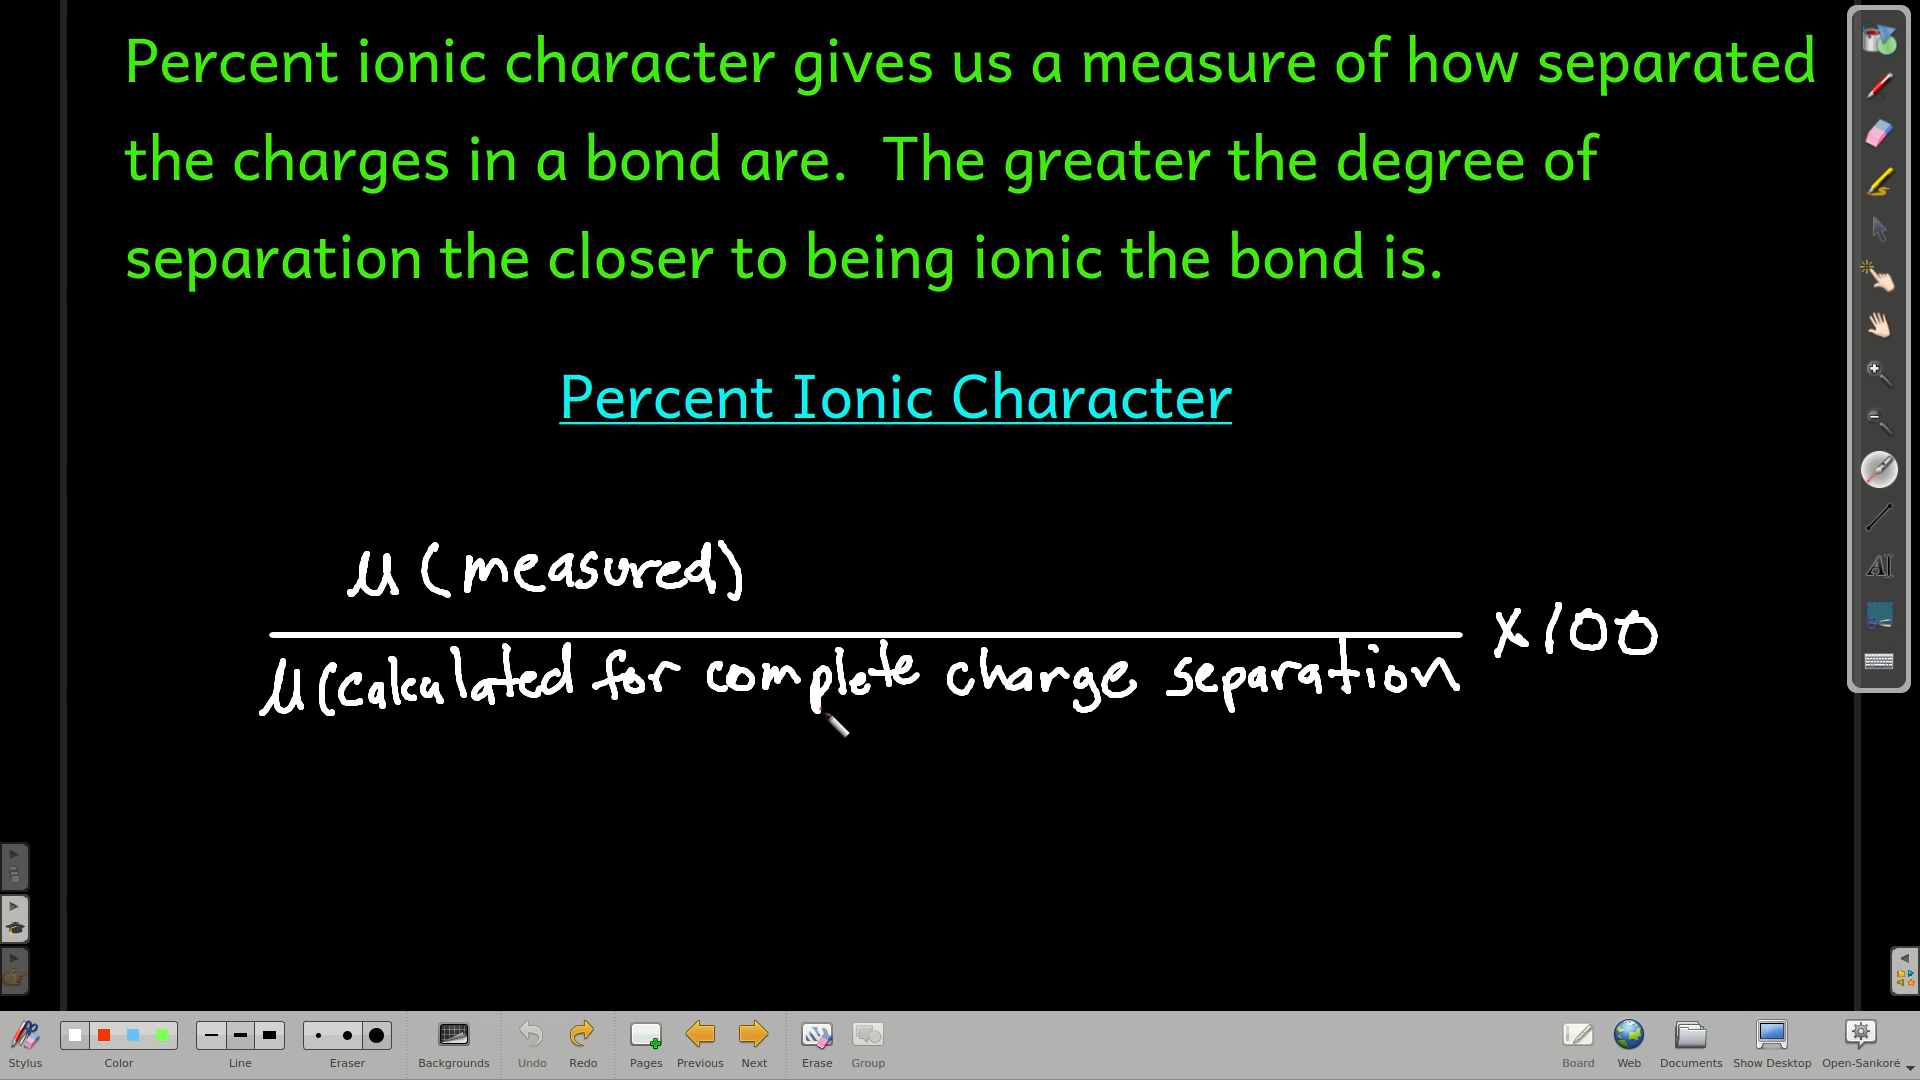 Percent ionic character gives us a measure of how separated
the charges in a bond are. The greater the degree of
separation the closer to being ionic the bond is.
Percent Ionic Character
μ (measured)
x100
μ (calculated for complete charge separation
AI
Stylus
Color
Line
Eraser
Backgrounds
Undo
Redo
Pages
Previous
Next
Erase
Group
Board
Web
Documents
Show Desktop
Open-Sankoré